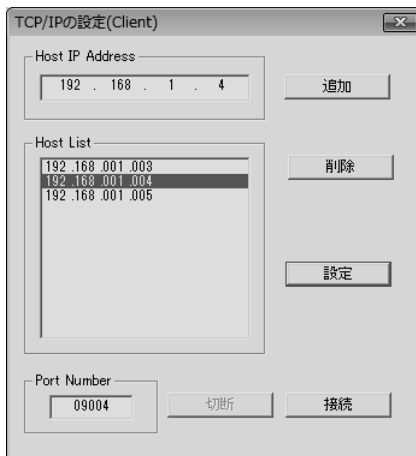 TCP/IPの設定(Client)
Host IP Address
192 . 168 . 1 . 4
追加
Host List
192 .168 .001 .003
192 .168 .001 .004
192 .168 .001 .005
削除
設定
Port Number
09004
切断
接続